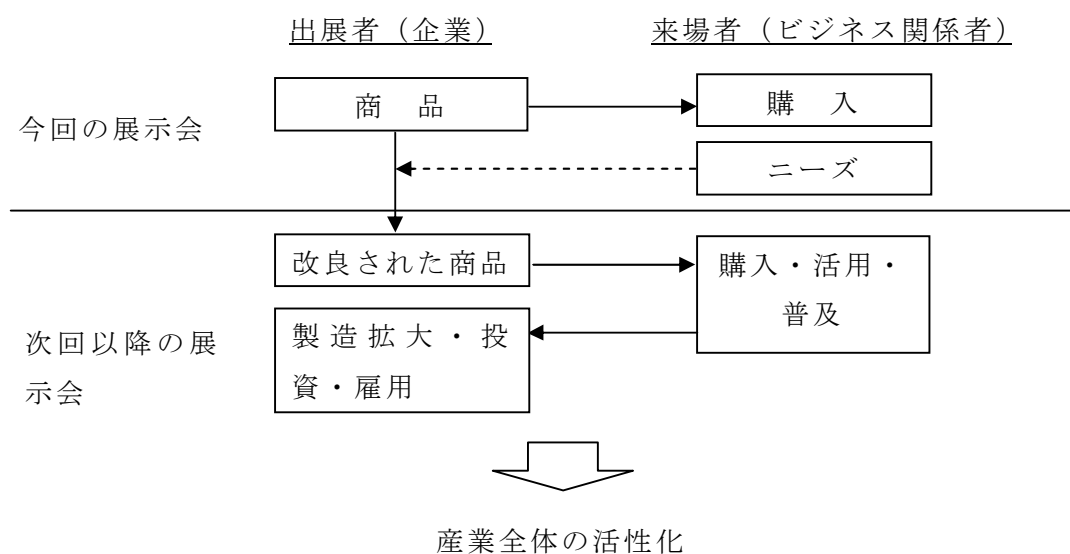 出展者（企業）
来場者（ビジネス関係者）
今回の展示会
商　品
購　入
ニーズ
次回以降の展
示会
改良された商品
購入・活用・
普及
製造拡大・投
資・雇用
産業全体の活性化